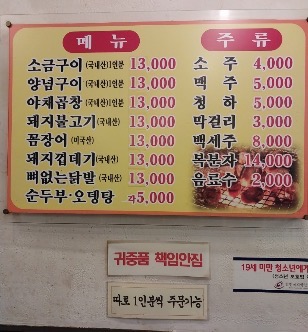 메뉴
소금구이 (국내산)1인분 13,000
양념구이 (국내산)1인분 13,000
야채곱창 (국내산)1인분 13,000
돼지불고기 (국내산) 13,000
곰장어 (미국산) 13,000
돼지껍데기 (국내산) 13,000
뼈없는닭발 (국내산) 13,000
순두부·오뎅탕 각5,000
주류
소주 4,000
맥주 5,000
청하 5,000
막걸리 3,000
백세주 8,000
복분자 14,000
음료수 2,000
귀중품 책임안짐
따로 1인분씩 주문가능
19세 미만 청소년에게